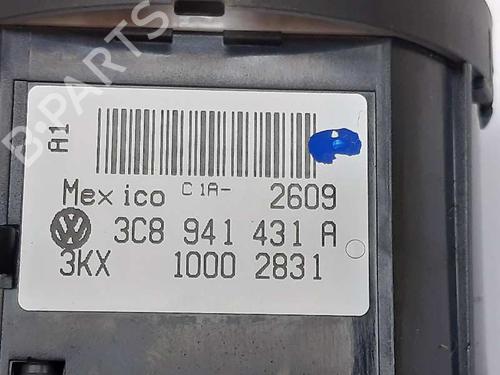 A1
Mexico C1A- 2609
3C8 941 431 A
3KX 1000 2831
B-PARTS